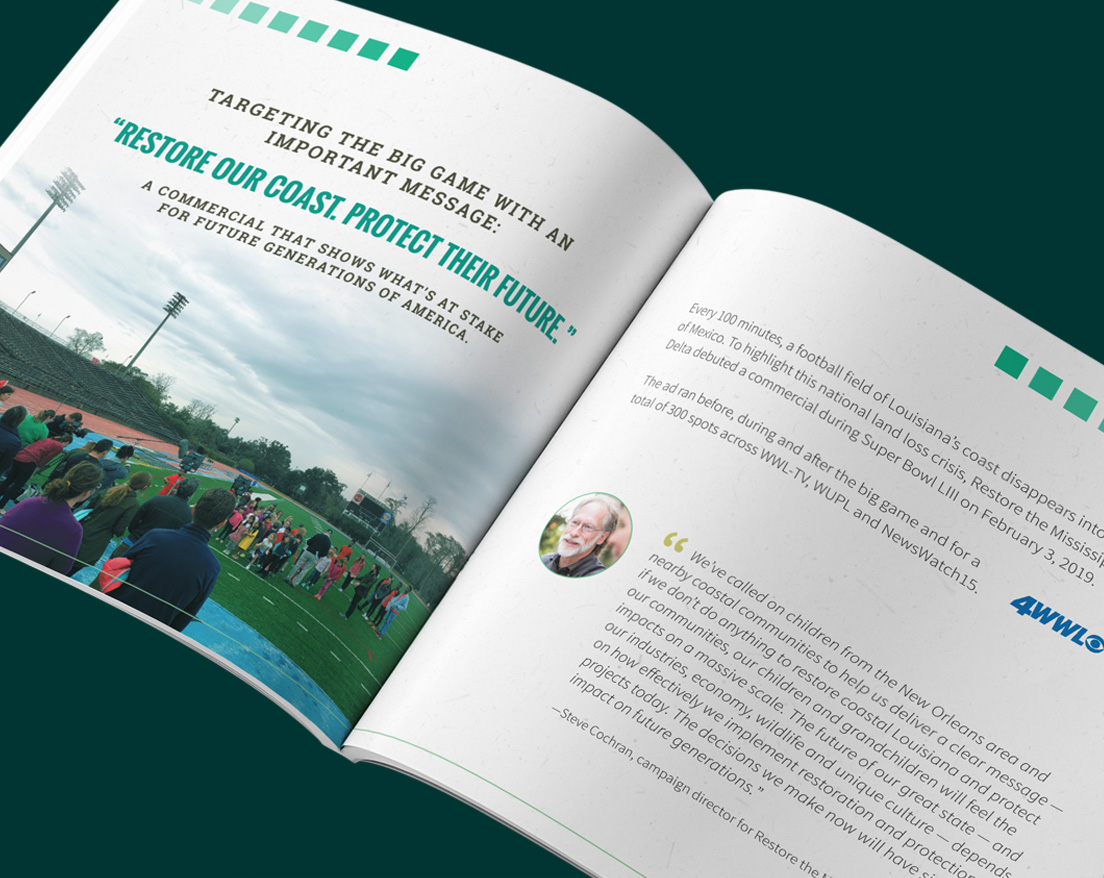 TARGETING THE BIG GAME WITH AN
IMPORTANT MESSAGE:
“RESTORE OUR COAST. PROTECT THEIR FUTURE.”
A COMMERCIAL THAT SHOWS WHAT'S AT STAKE
FOR FUTURE GENERATIONS OF AMERICA.
Every 100 minutes, a football field of Louisiana's coast disappears into
of Mexico. To highlight this national land loss crisis, Restore the
Delta debuted a commercial during Super Bowl LIII on February 3, 2019.
The ad ran before, during and after the big game and for a
total of 300 spots across WWL-TV, WUPL and NewsWatch15.
4WWL
“We've called on children from the New Orleans area and
nearby coastal communities to help us deliver a clear message —
if we don't do anything to restore coastal Louisiana and protect
our communities, our children and grandchildren will feel the
impacts on a massive scale. The future of our great state — and
our industries, economy, wildlife and unique culture — depends
on how effectively we implement restoration and protection
projects today. The decisions we make now will have
impact on future generations.”
—Steve Cochran, campaign director for Restore the